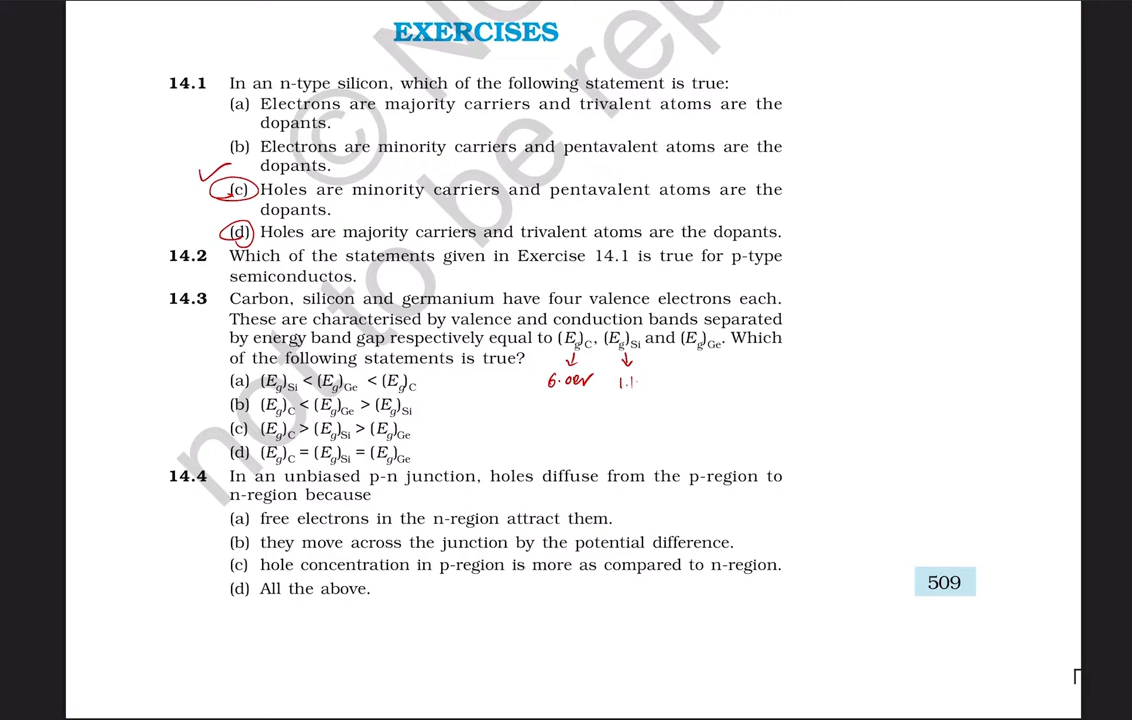 EXERCISES
14.1 In an n-type silicon, which of the following statement is true:
(a) Electrons are majority carriers and trivalent atoms are the
dopants.
(b) Electrons are minority carriers and pentavalent atoms are the
dopants.
(c) Holes are minority carriers and pentavalent atoms are the
dopants.
(d) Holes are majority carriers and trivalent atoms are the dopants.
14.2 Which of the statements given in Exercise 14.1 is true for p-type
semiconductos.
14.3 Carbon, silicon and germanium have four valence electrons each.
These are characterised by valence and conduction bands separated
by energy band gap respectively equal to (Eg)C, (Eg)Si and (Eg)Ge. Which
of the following statements is true?
(a) (Eg)Si < (Eg)Ge < (Eg)C
6.0eV 1.1
(b) (Eg)C < (Eg)Ge > (Eg)Si
(c) (Eg)C > (Eg)Si > (Eg)Ge
(d) (Eg)C = (Eg)Si = (Eg)Ge
14.4 In an unbiased p-n junction, holes diffuse from the p-region to
n-region because
(a) free electrons in the n-region attract them.
(b) they move across the junction by the potential difference.
(c) hole concentration in p-region is more as compared to n-region.
(d) All the above.
509
© N
not to be rep